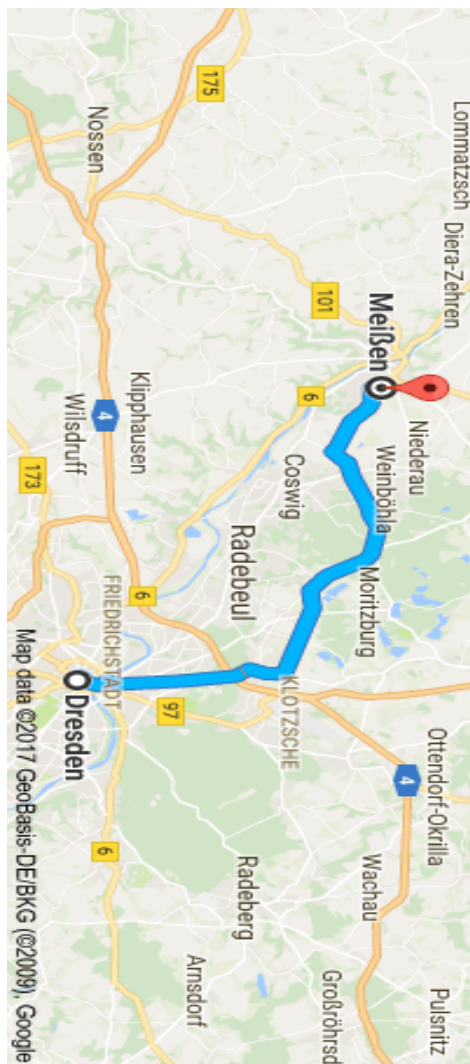 Lommatzsch
Diera-Zehren
175
Nossen
101
Meißen
6
Niederau
Weinböhla
Coswig
Klipphausen
4
Wilsdruff
173
Radebeul
Moritzburg
6
FRIEDRICHSTADT
KLOTZSCHE
97
Dresden
Ottendorf-Okrilla
4
Wachau
6
Radeberg
Arnsdorf
Pulsnitz
Großröhrsd
Map data ©2017 GeoBasis-DE/BKG (©2009), Google